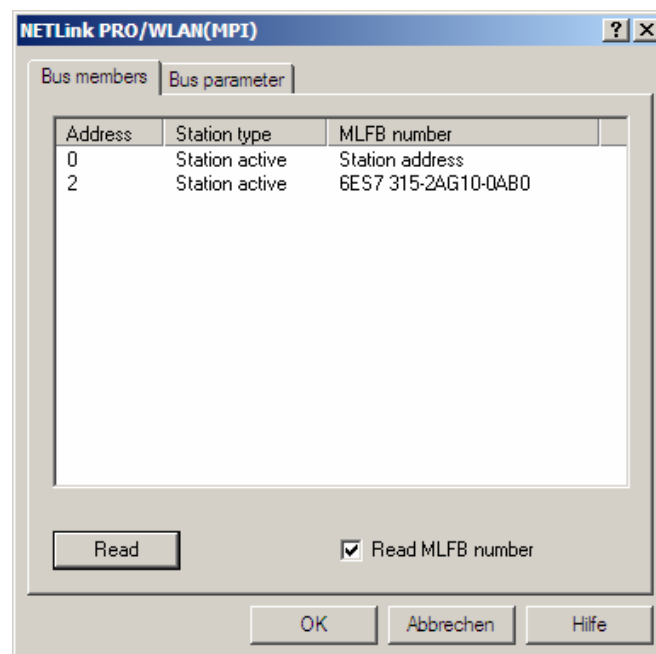 NETLink PRO/WLAN(MPI)
Bus members Bus parameter
Address Station type MLFB number
0 Station active Station address
2 Station active 6ES7 315-2AG10-0AB0
Read Read MLFB number
OK Abbrechen Hilfe